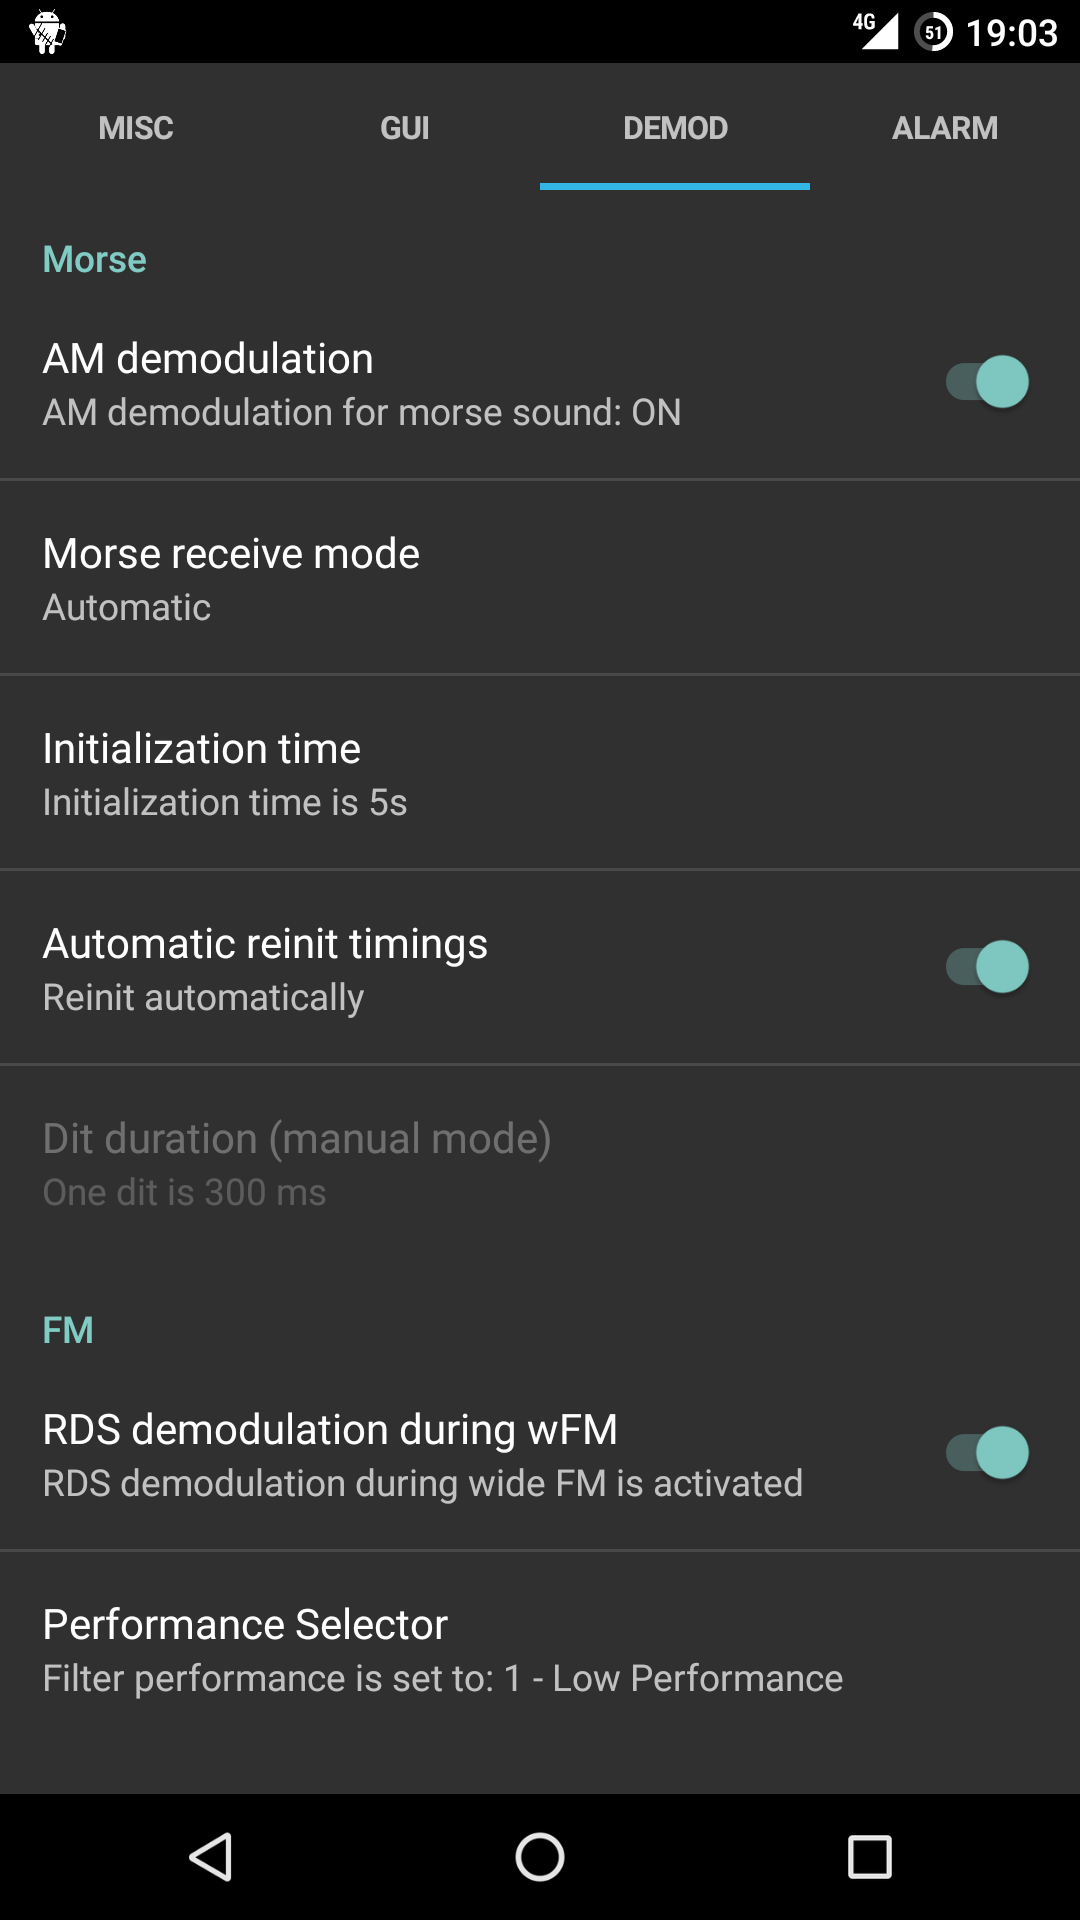 4G 51 19:03
MISC GUI DEMOD ALARM
Morse
AM demodulation
AM demodulation for morse sound: ON
Morse receive mode
Automatic
Initialization time
Initialization time is 5s
Automatic reinit timings
Reinit automatically
Dit duration (manual mode)
One dit is 300 ms
FM
RDS demodulation during wFM
RDS demodulation during wide FM is activated
Performance Selector
Filter performance is set to: 1 - Low Performance